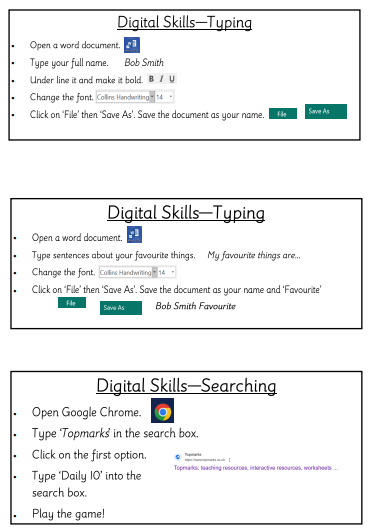 Digital Skills—Typing
• Open a word document.
• Type your full name. Bob Smith
• Under line it and make it bold. B I U
• Change the font. Collins Handwriting 14
• Click on 'File' then 'Save As'. Save the document as your name. File Save As
Digital Skills—Typing
• Open a word document.
• Type sentences about your favourite things. My favourite things are...
• Change the font. Collins Handwriting 14
• Click on 'File' then 'Save As'. Save the document as your name and 'Favourite'
File Save As Bob Smith Favourite
Digital Skills—Searching
• Open Google Chrome.
• Type 'Topmarks' in the search box.
• Click on the first option.
Topmarks
https://www.topmarks.co.uk
Topmarks: teaching resources, interactive resources, worksheets ...
• Type 'Daily 10' into the
search box.
• Play the game!